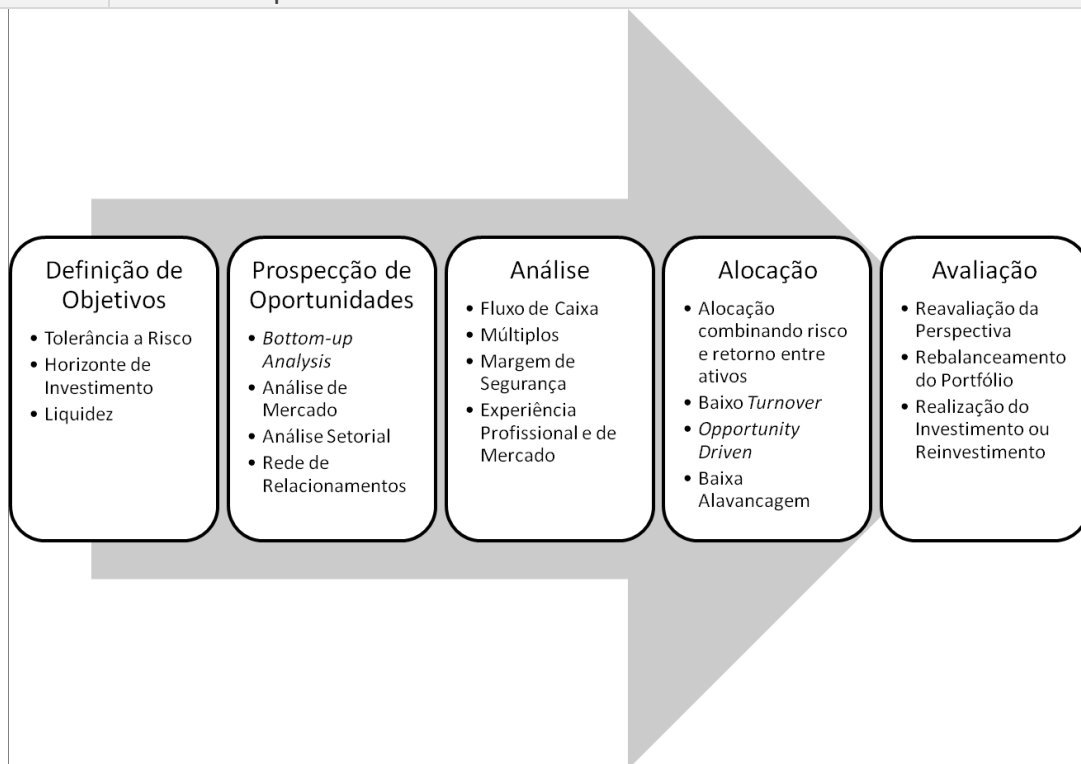 Definição de
Objetivos
• Tolerância a Risco
• Horizonte de
Investimento
• Liquidez
Prospecção de
Oportunidades
• Bottom-up
Analysis
• Análise de
Mercado
• Análise Setorial
• Rede de
Relacionamentos
Análise
• Fluxo de Caixa
• Múltiplos
• Margem de
Segurança
• Experiência
Profissional e de
Mercado
Alocação
• Alocação
combinando risco
e retorno entre
ativos
• Baixo Turnover
• Opportunity
Driven
• Baixa
Alavancagem
Avaliação
• Reavaliação da
Perspectiva
• Rebalanceamento
do Portfólio
• Realização do
Investimento ou
Reinvestimento